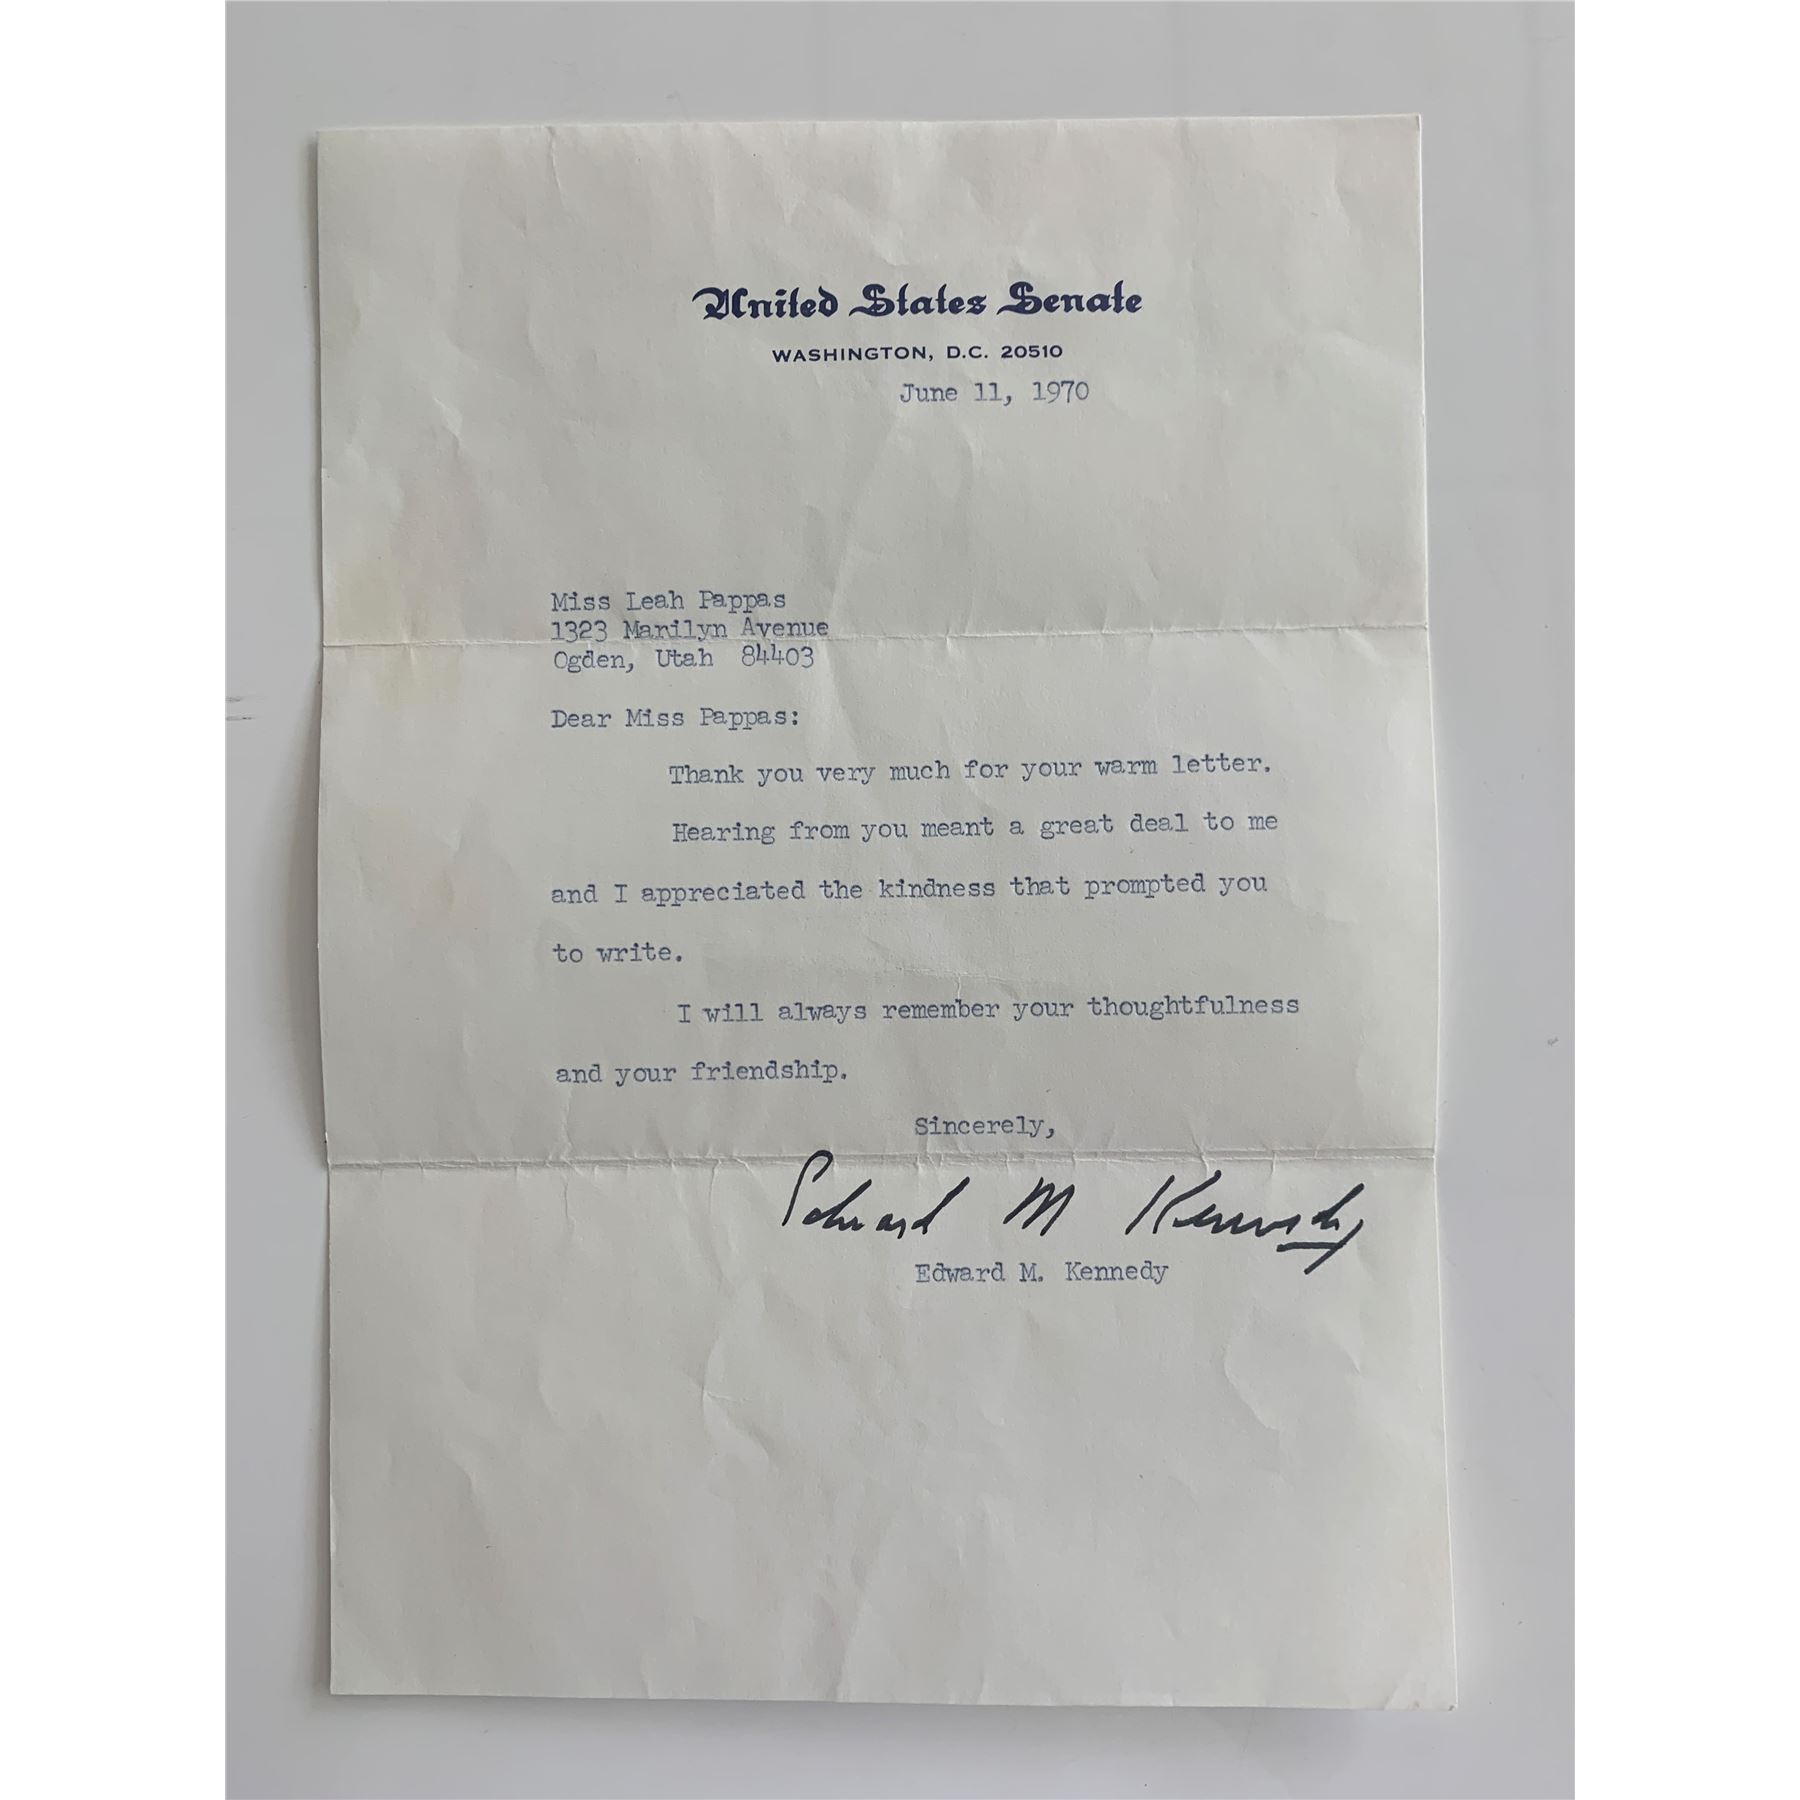 United States Senate
WASHINGTON, D.C. 20510
June 11, 1970
Miss Leah Pappas
1323 Marilyn Avenue
Ogden, Utah 84403
Dear Miss Pappas:
Thank you very much for your warm letter.
Hearing from you meant a great deal to me
and I appreciated the kindness that prompted you
to write.
I will always remember your thoughtfulness
and your friendship.
Sincerely,
Edward M Kennedy
Edward M. Kennedy